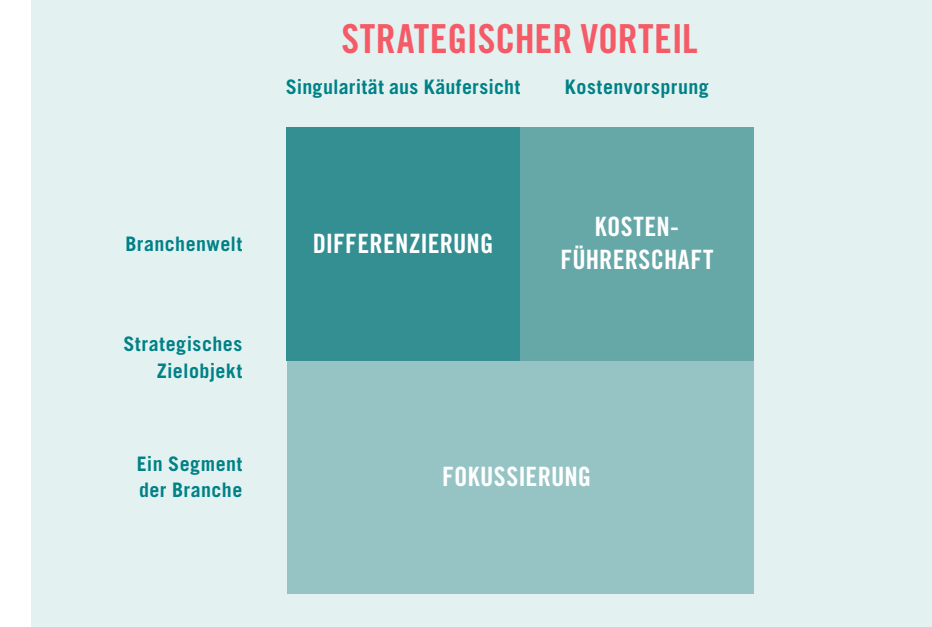 STRATEGISCHER VORTEIL
Singularität aus Käufersicht
Kostenvorsprung
Branchenwelt
DIFFERENZIERUNG
KOSTEN-
FÜHRERSCHAFT
Strategisches
Zielobjekt
Ein Segment
der Branche
FOKUSSIERUNG